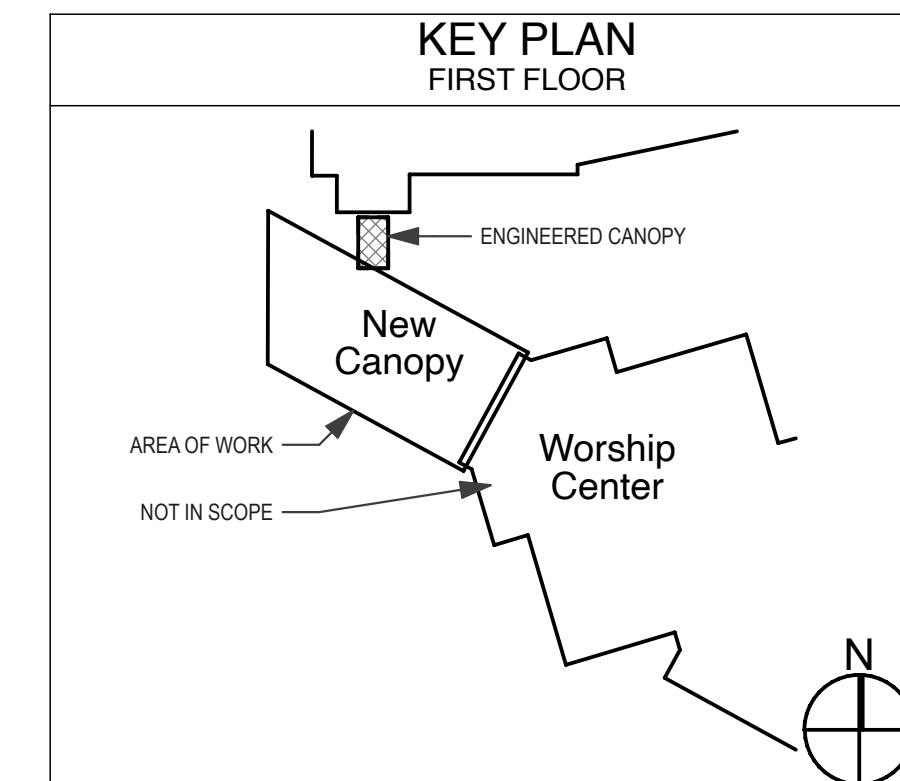 KEY PLAN
FIRST FLOOR
ENGINEERED CANOPY
New
Canopy
AREA OF WORK
Worship
Center
NOT IN SCOPE
N